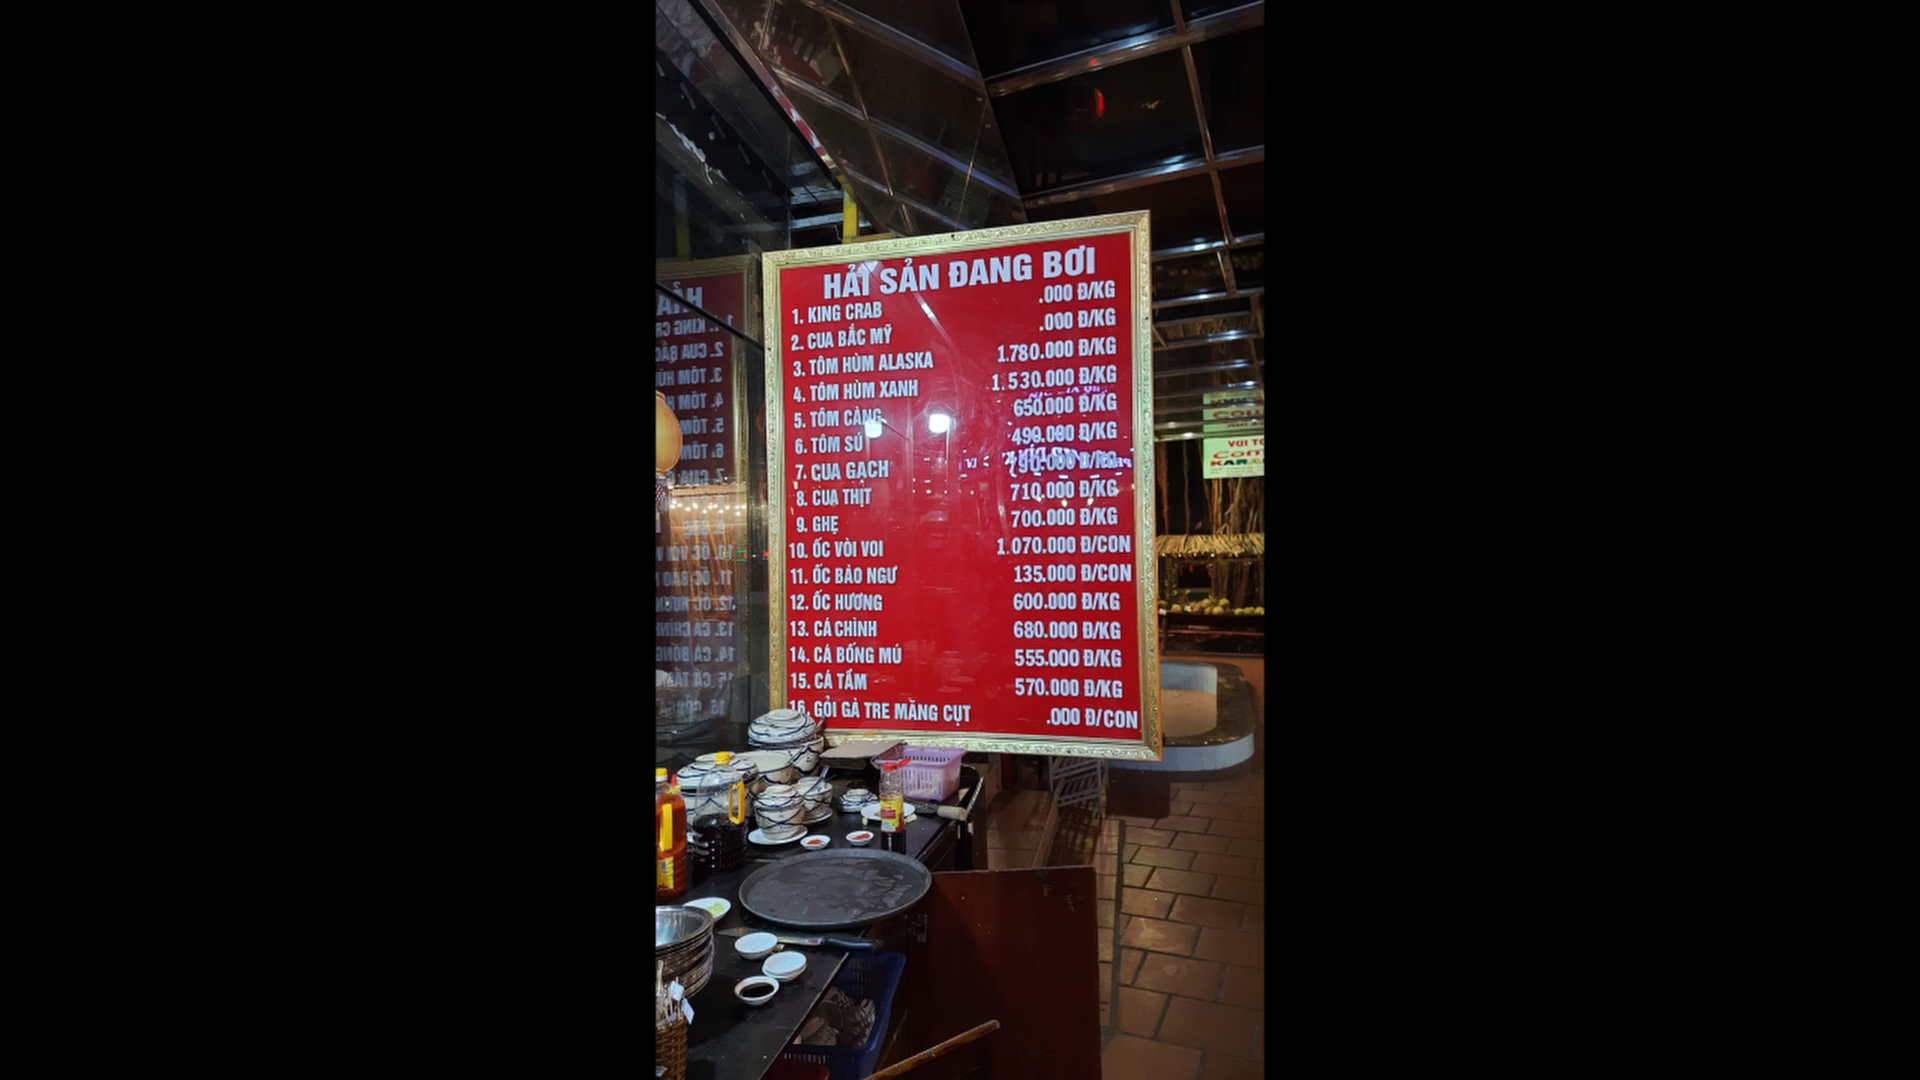 HẢI SẢN ĐANG BƠI
1. KING CRAB .000 Đ/KG
2. CUA BẮC MỸ .000 Đ/KG
3. TÔM HÙM ALASKA 1.780.000 Đ/KG
4. TÔM HÙM XANH 1.530.000 Đ/KG
5. TÔM CÀNG 650.000 Đ/KG
6. TÔM SÚ 490.000 Đ/KG
7. CUA GẠCH Đ/KG
8. CUA THỊT 710.000 Đ/KG
9. GHẸ 700.000 Đ/KG
10. ỐC VÒI VOI 1.070.000 Đ/CON
11. ỐC BÀO NGƯ 135.000 Đ/CON
12. ỐC HƯƠNG 600.000 Đ/KG
13. CÁ CHÌNH 680.000 Đ/KG
14. CÁ BỐNG MÚ 555.000 Đ/KG
15. CÁ TẦM 570.000 Đ/KG
16. GỎI GÀ TRE MĂNG CỤT .000 Đ/CON